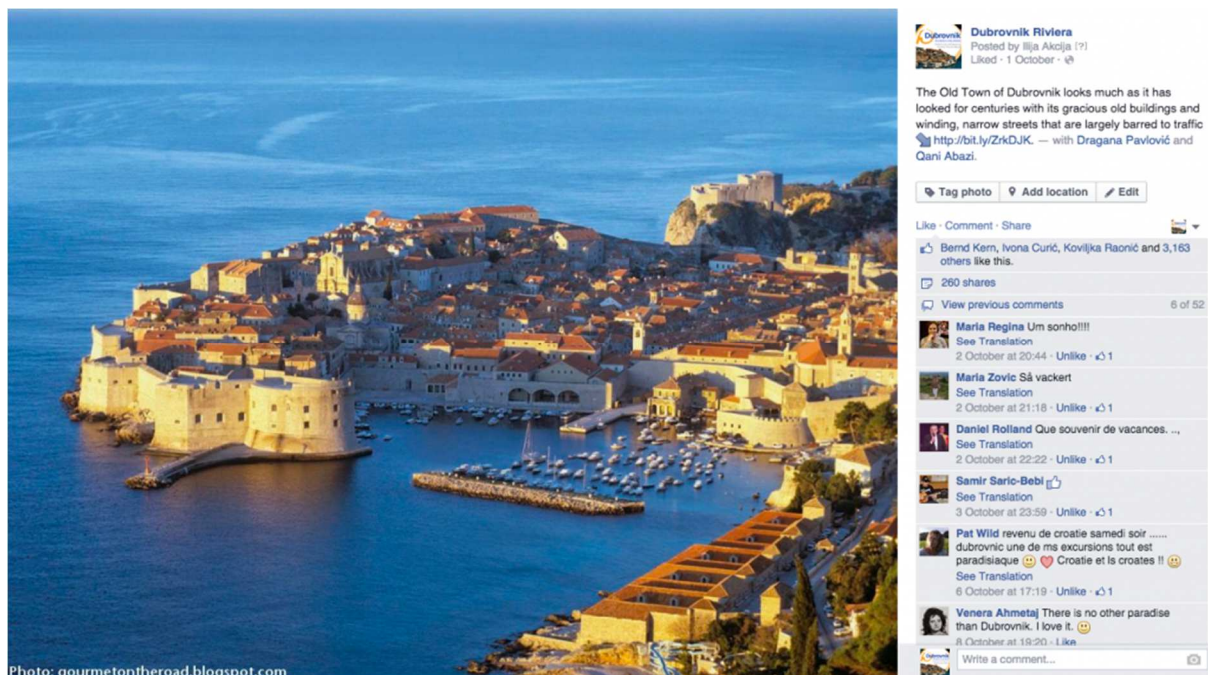 Dubrovnik
Dubrovnik Riviera
Posted by Ilija Akcija [?]
Liked · 1 October ·
The Old Town of Dubrovnik looks much as it has
looked for centuries with its gracious old buildings and
winding, narrow streets that are largely barred to traffic
http://bit.ly/ZrkDJK. — with Dragana Pavlović and
Qani Abazi.
Tag photo Add location Edit
Like · Comment · Share
Bernd Kern, Ivona Curić, Koviljka Raonić and 3,163
others like this.
260 shares
View previous comments 6 of 52
Maria Regina Um sonho!!!!
See Translation
2 October at 20:44 · Unlike · 1
Maria Zovic Så vackert
See Translation
2 October at 21:18 · Unlike · 1
Daniel Rolland Que souvenir de vacances. ..,
See Translation
2 October at 22:22 · Unlike · 1
Samir Saric-Bebi
See Translation
3 October at 23:59 · Unlike · 1
Pat Wild revenu de croatie samedi soir ......
dubrovnic une de ms excursions tout est
paradisiaque 🙂 ❤ Croatie et ls croates !! 🙂
See Translation
6 October at 17:19 · Unlike · 1
Venera Ahmetaj There is no other paradise
than Dubrovnik. I love it. 🙂
8 October at 19:20 · Like
Write a comment...
Photo: gourmetontheroad.blogspot.com